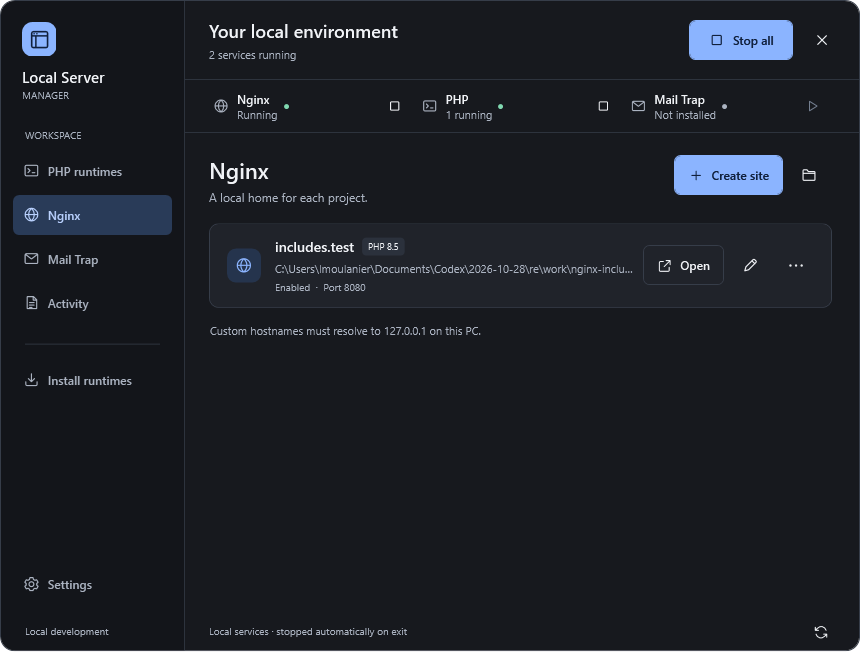 Local Server
MANAGER
WORKSPACE
PHP runtimes
Nginx
Mail Trap
Activity
Install runtimes
Settings
Local development
Your local environment
2 services running
Stop all
Nginx
Running
PHP
1 running
Mail Trap
Not installed
Nginx
A local home for each project.
Create site
includes.test PHP 8.5
C:\Users\lmoulanier\Documents\Codex\2026-10-28\re\work\nginx-inclu...
Enabled · Port 8080
Open
Custom hostnames must resolve to 127.0.0.1 on this PC.
Local services · stopped automatically on exit